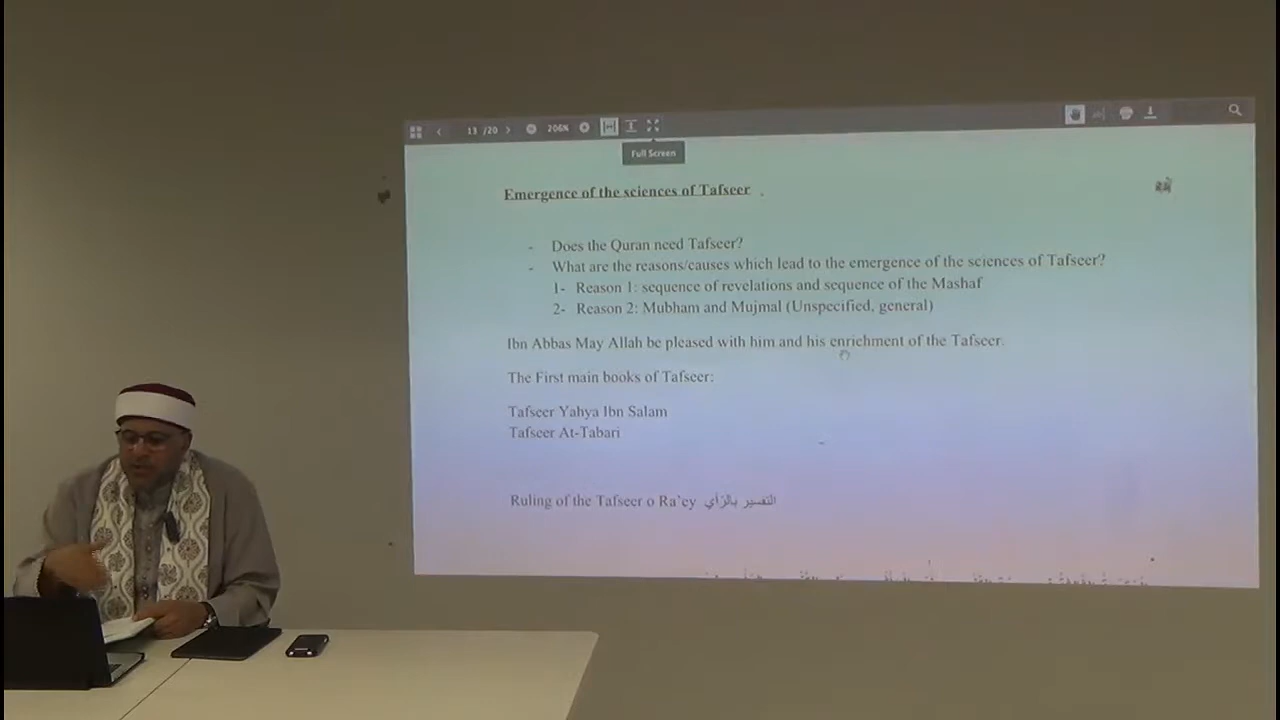 13 /20
206%
Full Screen
Emergence of the sciences of Tafseer .
- Does the Quran need Tafseer?
- What are the reasons/causes which lead to the emergence of the sciences of Tafseer?
1- Reason 1: sequence of revelations and sequence of the Mashaf
2- Reason 2: Mubham and Mujmal (Unspecified, general)
Ibn Abbas May Allah be pleased with him and his enrichment of the Tafseer.
The First main books of Tafseer:
Tafseer Yahya Ibn Salam
Tafseer At-Tabari
Ruling of the Tafseer o Ra'ey التفسير بالرأي